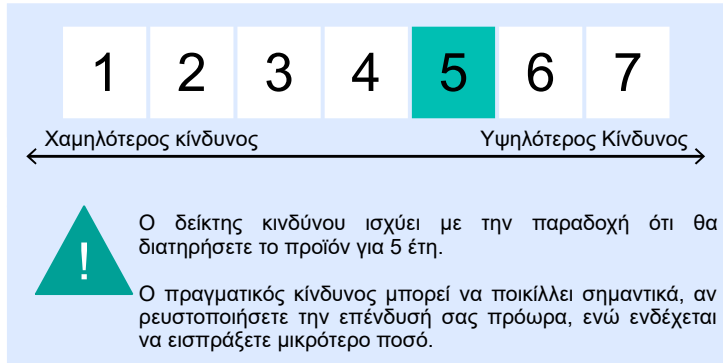 1 2 3 4 5 6 7
Χαμηλότερος κίνδυνος Υψηλότερος Κίνδυνος
!
Ο δείκτης κινδύνου ισχύει με την παραδοχή ότι θα
διατηρήσετε το προϊόν για 5 έτη.
Ο πραγματικός κίνδυνος μπορεί να ποικίλλει σημαντικά, αν
ρευστοποιήσετε την επένδυσή σας πρόωρα, ενώ ενδέχεται
να εισπράξετε μικρότερο ποσό.